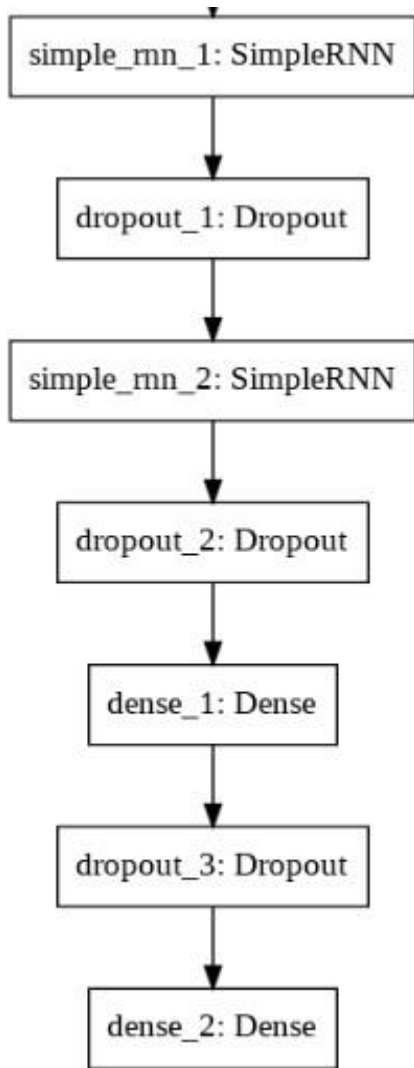 simple_rnn_1: SimpleRNN
dropout_1: Dropout
simple_rnn_2: SimpleRNN
dropout_2: Dropout
dense_1: Dense
dropout_3: Dropout
dense_2: Dense